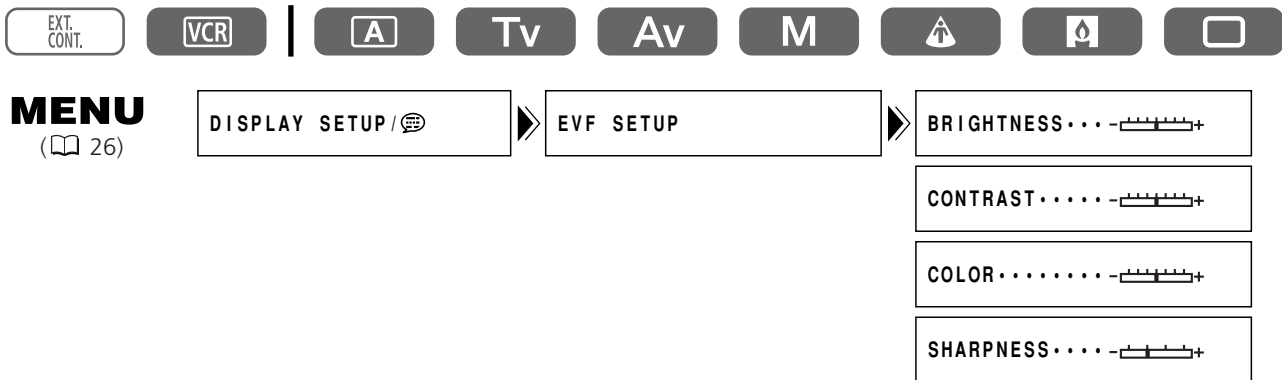 EXT. CONT. VCR A Tv Av M
MENU
(26)
DISPLAY SETUP/
EVF SETUP
BRIGHTNESS···-+
CONTRAST·····-+
COLOR········-+
SHARPNESS····-+